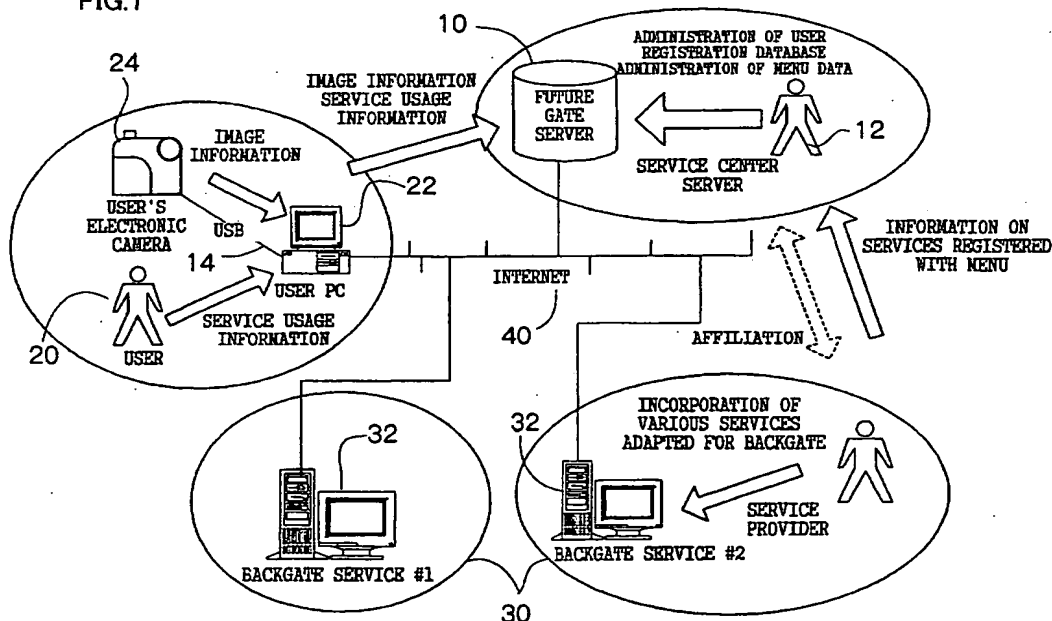 FIG.1
10
ADMINISTRATION OF USER
REGISTRATION DATABASE
ADMINISTRATION OF MENU DATA
24
IMAGE INFORMATION
SERVICE USAGE
INFORMATION
FUTURE
GATE
SERVER
12
IMAGE
INFORMATION
SERVICE CENTER
SERVER
22
USER'S
ELECTRONIC
CAMERA
USB
14
USER PC
INTERNET
40
INFORMATION ON
SERVICES REGISTERED
WITH MENU
20
USER
SERVICE USAGE
INFORMATION
AFFILIATION
32
BACKGATE SERVICE #1
32
INCORPORATION OF
VARIOUS SERVICES
ADAPTED FOR BACKGATE
SERVICE
PROVIDER
BACKGATE SERVICE #2
30